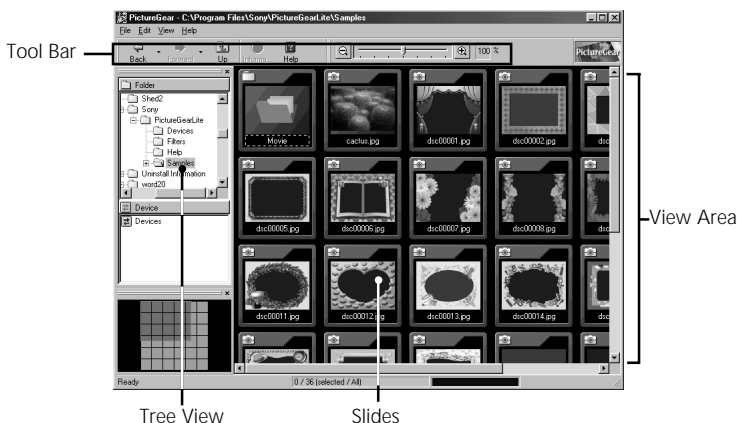 PictureGear - C:\Program Files\Sony\PictureGearLite\Samples
File Edit View Help
Tool Bar
Back Forward Up Informa Help 100 %
PictureGear
Folder
Shed2
Sony
PictureGearLite
Devices
Filters
Help
Samples
Uninstall Information
word20
Device
Devices
Movie cactus.jpg dsc00001.jpg dsc00002.jpg dsc
dsc00005.jpg dsc00006.jpg dsc00007.jpg dsc00008.jpg dsc
dsc00011.jpg dsc00012.jpg dsc00013.jpg dsc00014.jpg dsc
View Area
Ready 0 / 36 (selected / All)
Tree View Slides